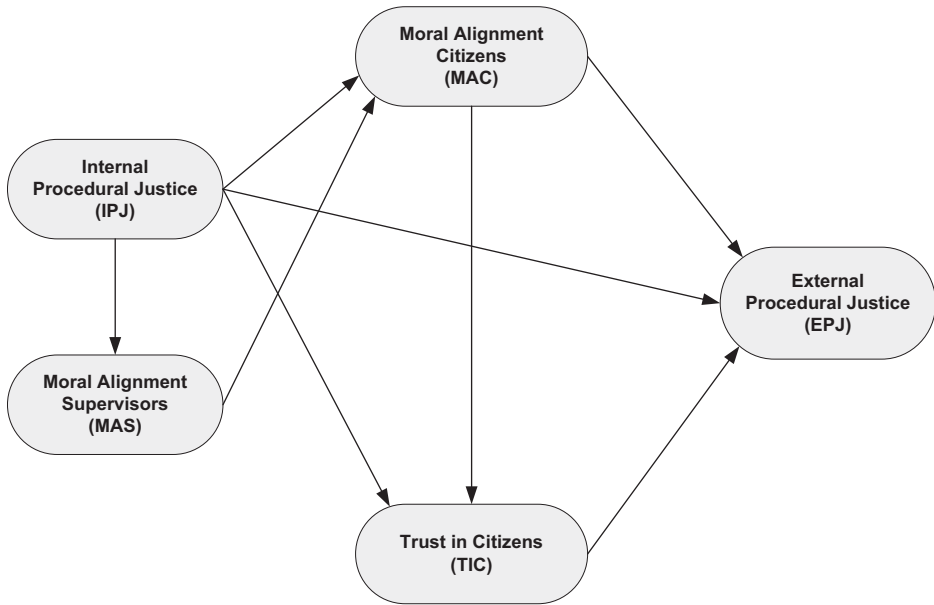 Moral Alignment
Citizens
(MAC)
Internal
Procedural Justice
(IPJ)
External
Procedural Justice
(EPJ)
Moral Alignment
Supervisors
(MAS)
Trust in Citizens
(TIC)